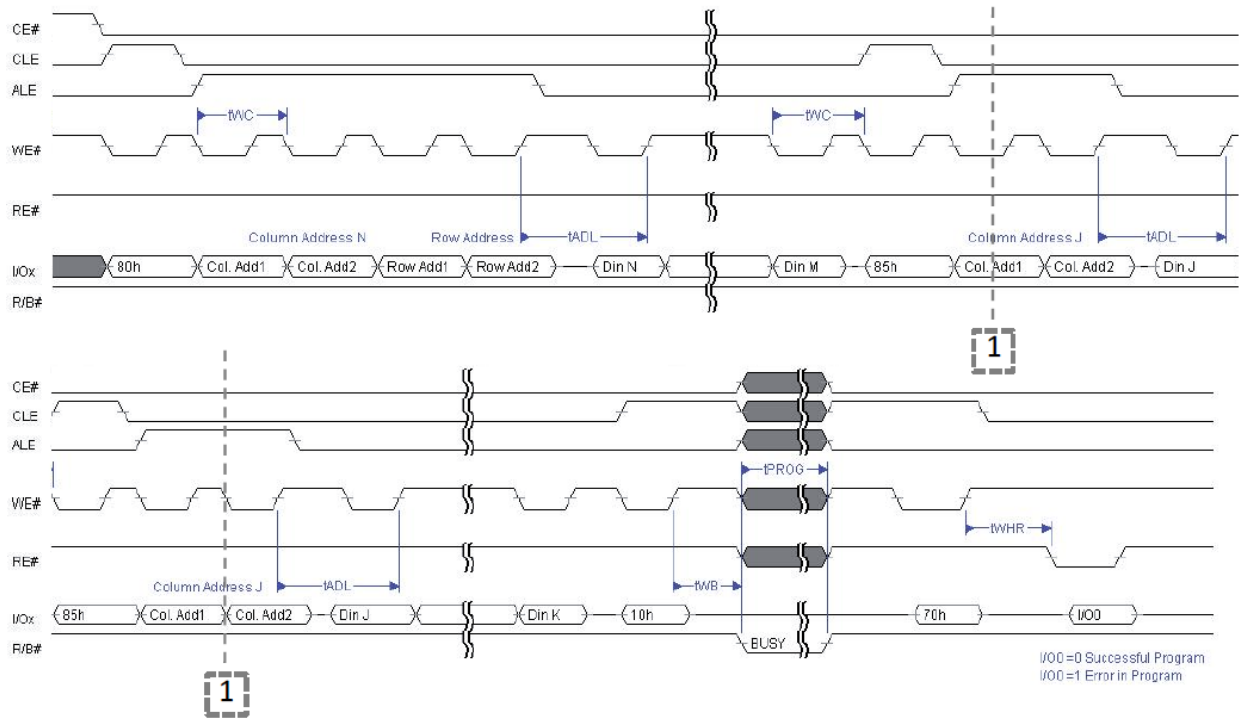 CE#
CLE
ALE
tWC
tWC
WE#
RE#
Column Address N Row Address tADL Column Address J tADL
I/Ox 80h Col. Add1 Col. Add2 Row Add1 Row Add2 Din N Din M 85h Col. Add1 Col. Add2 Din J
R/B#
1
CE#
CLE
ALE
tPROG
WE#
tWHR
RE#
Column Address J tADL tWB
I/Ox 85h Col. Add1 Col. Add2 Din J Din K 10h 70h I/O0
R/B# BUSY
I/O0=0 Successful Program
I/O0=1 Error in Program
1